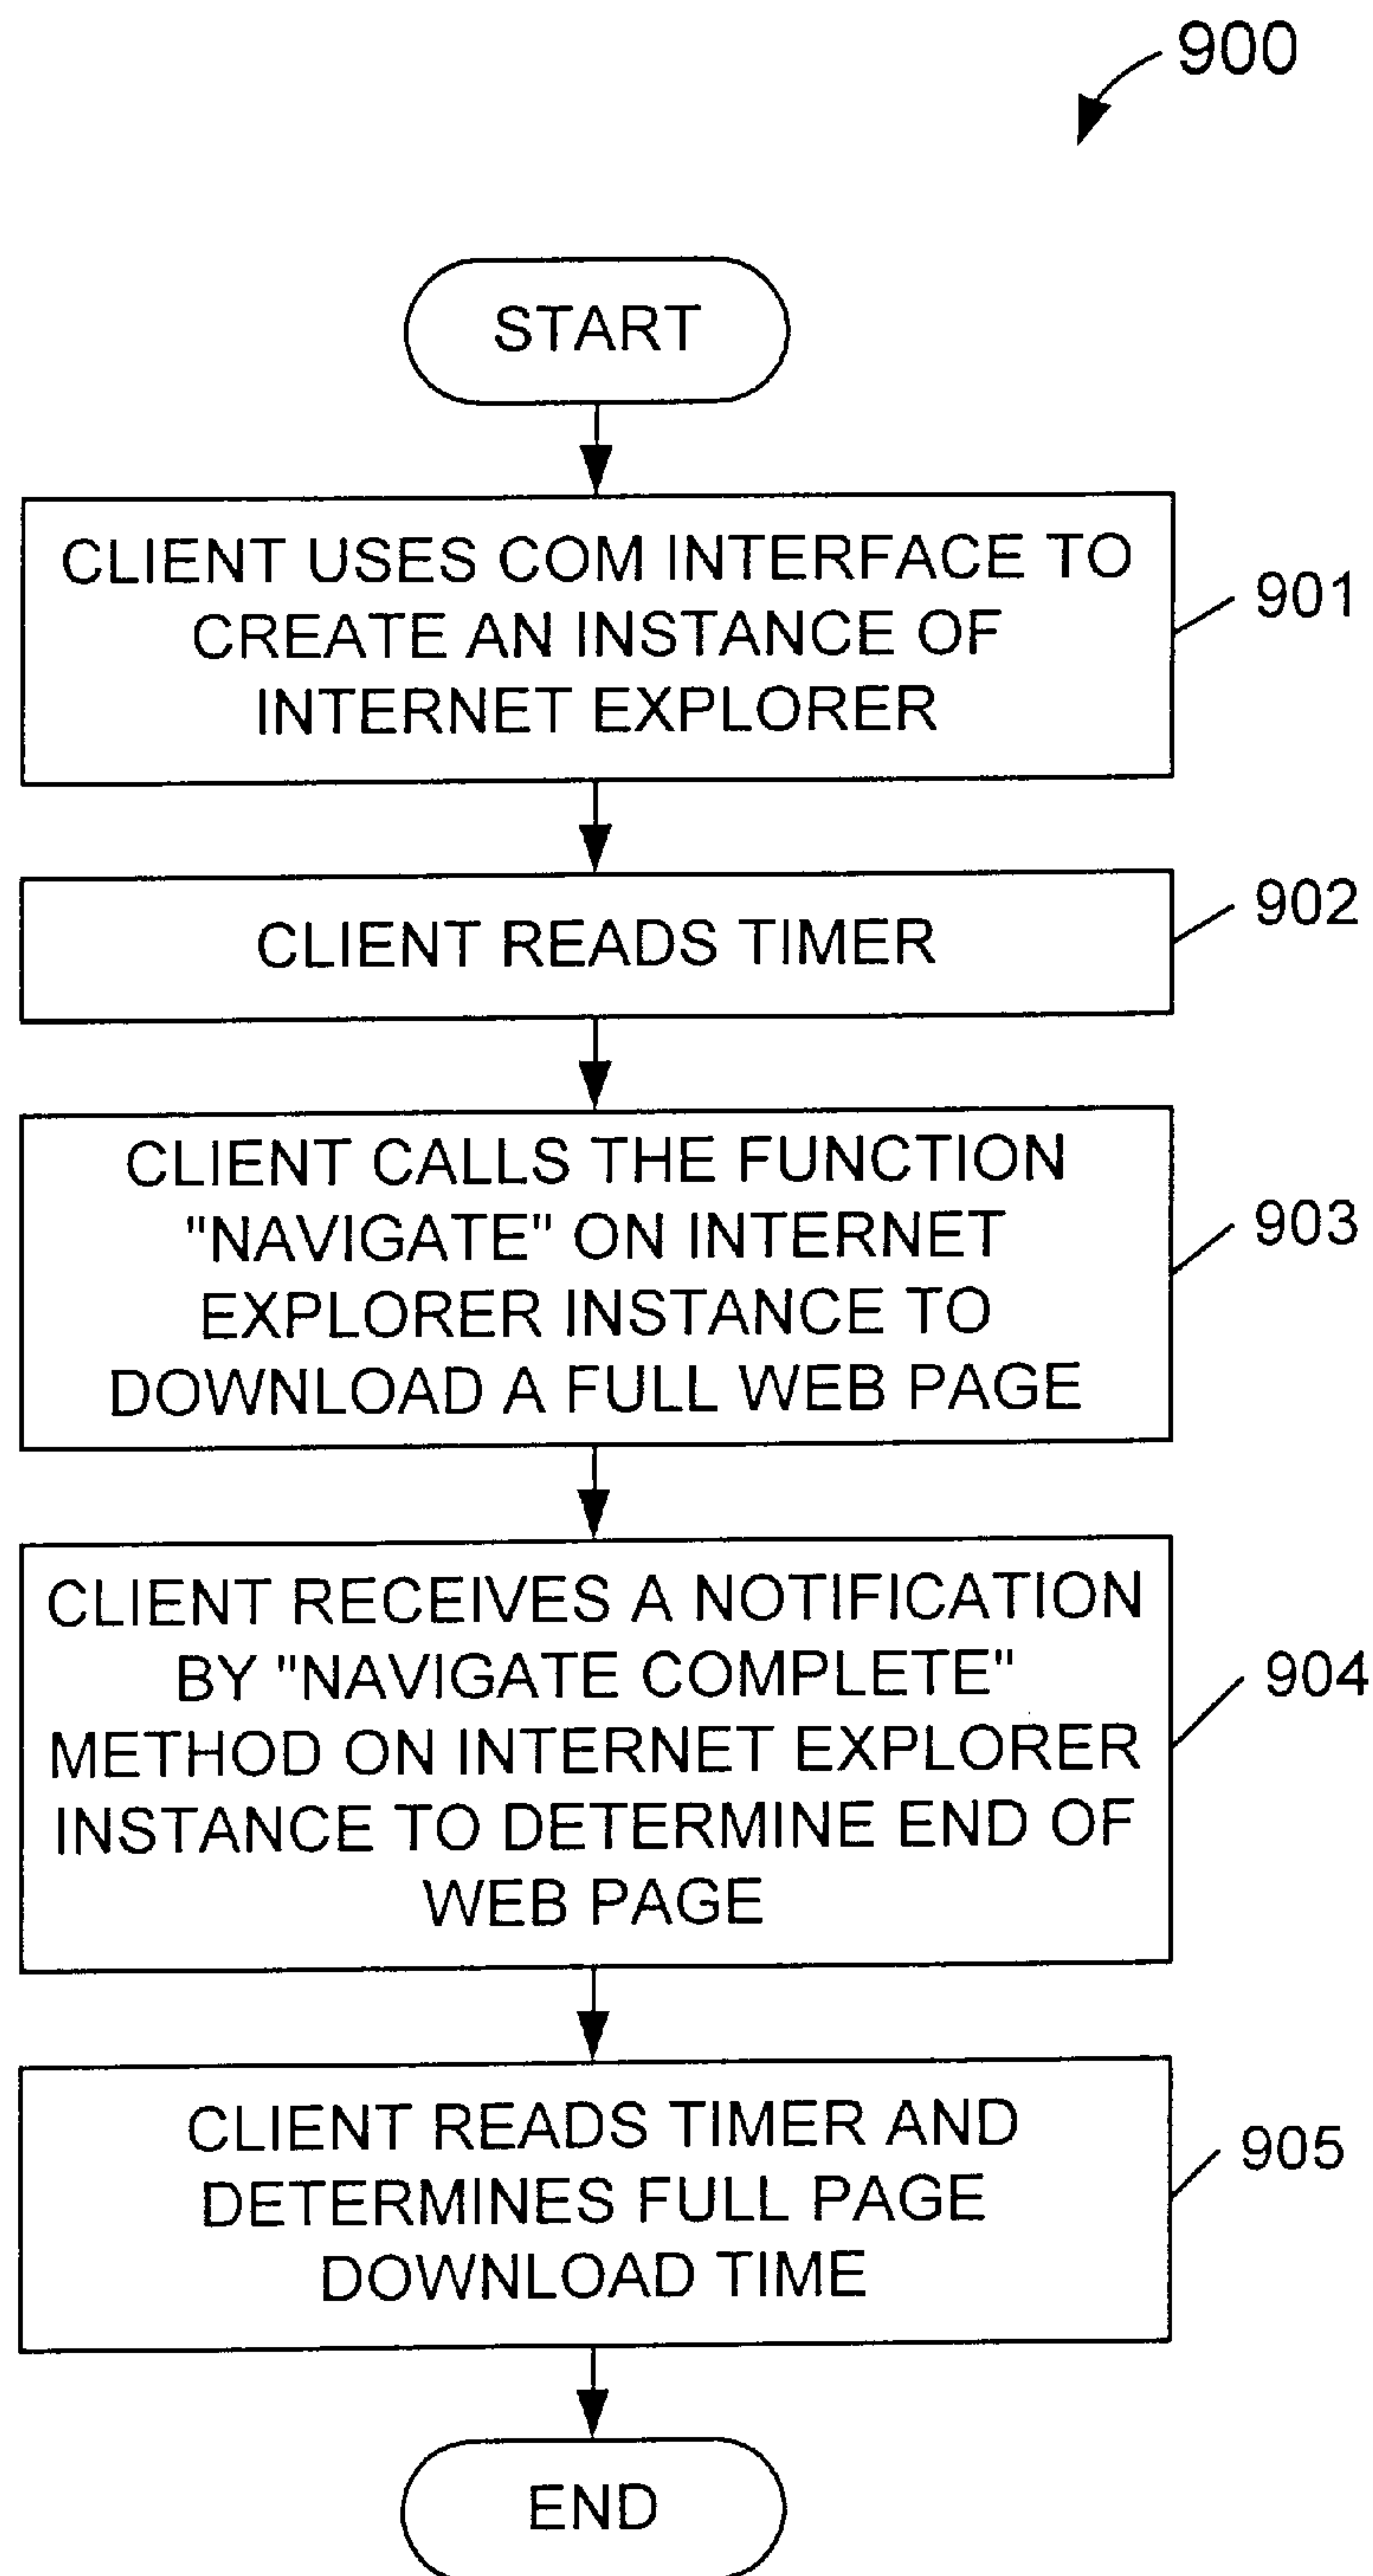 900
START
CLIENT USES COM INTERFACE TO
CREATE AN INSTANCE OF
INTERNET EXPLORER
901
CLIENT READS TIMER
902
CLIENT CALLS THE FUNCTION
"NAVIGATE" ON INTERNET
EXPLORER INSTANCE TO
DOWNLOAD A FULL WEB PAGE
903
CLIENT RECEIVES A NOTIFICATION
BY "NAVIGATE COMPLETE"
METHOD ON INTERNET EXPLORER
INSTANCE TO DETERMINE END OF
WEB PAGE
904
CLIENT READS TIMER AND
DETERMINES FULL PAGE
DOWNLOAD TIME
905
END